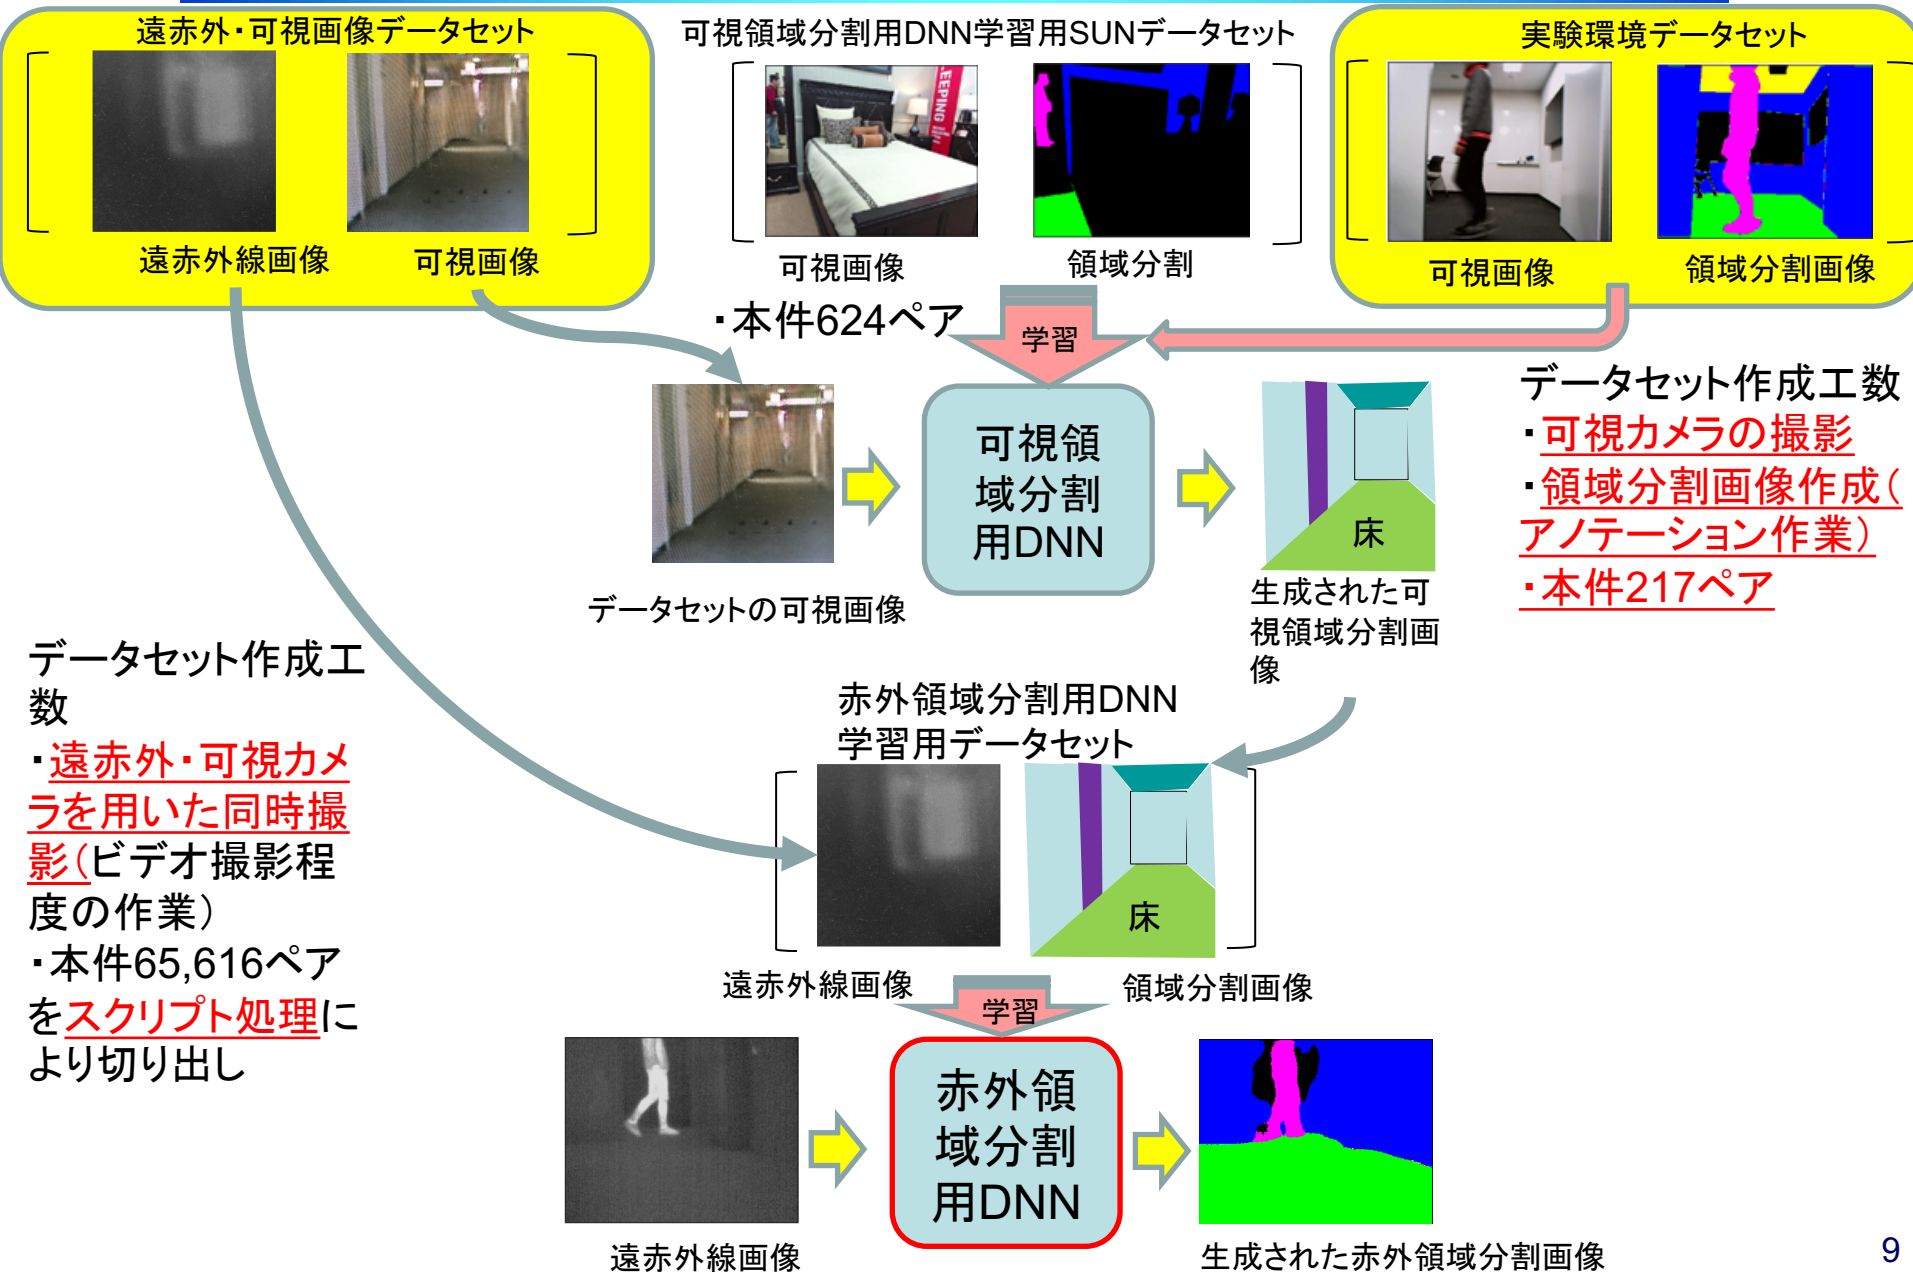 遠赤外・可視画像データセット
遠赤外線画像
可視画像
可視領域分割用DNN学習用SUNデータセット
EEPING
可視画像
領域分割
・本件624ペア
実験環境データセット
可視画像
領域分割画像
学習
データセット作成工数
・可視カメラの撮影
・領域分割画像作成(
アノテーション作業)
・本件217ペア
可視領
域分割
用DNN
床
データセットの可視画像
生成された可
視領域分割画
像
データセット作成工
数
・遠赤外・可視カメ
ラを用いた同時撮
影(ビデオ撮影程
度の作業)
・本件65,616ペア
をスクリプト処理に
より切り出し
赤外領域分割用DNN
学習用データセット
床
遠赤外線画像
領域分割画像
学習
赤外領
域分割
用DNN
遠赤外線画像
生成された赤外領域分割画像
9